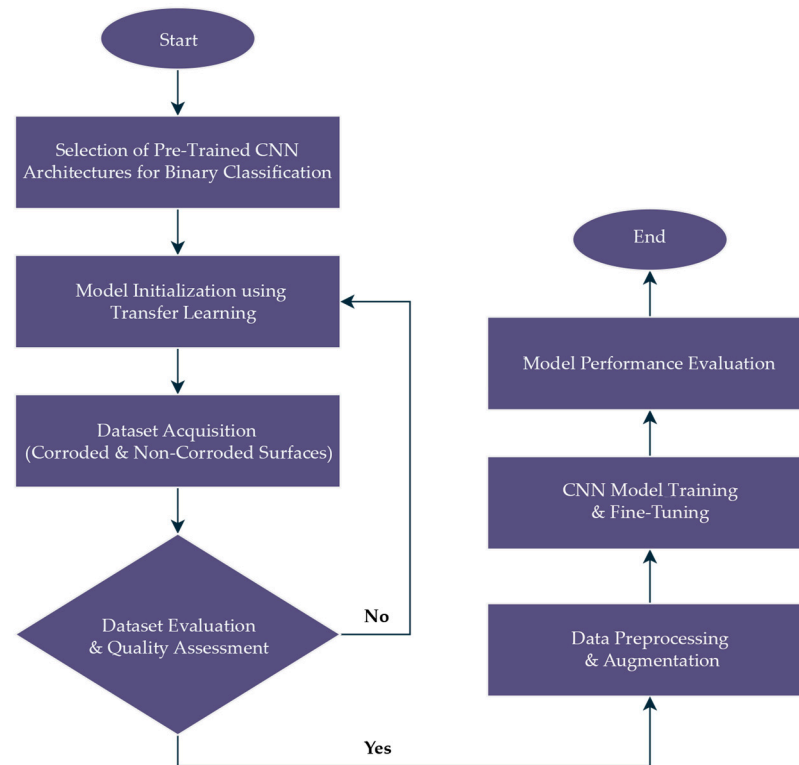 Start
Selection of Pre-Trained CNN
Architectures for Binary Classification
Model Initialization using
Transfer Learning
Dataset Acquisition
(Corroded & Non-Corroded Surfaces)
Dataset Evaluation
& Quality Assessment
No
Yes
Data Preprocessing
& Augmentation
CNN Model Training
& Fine-Tuning
Model Performance Evaluation
End